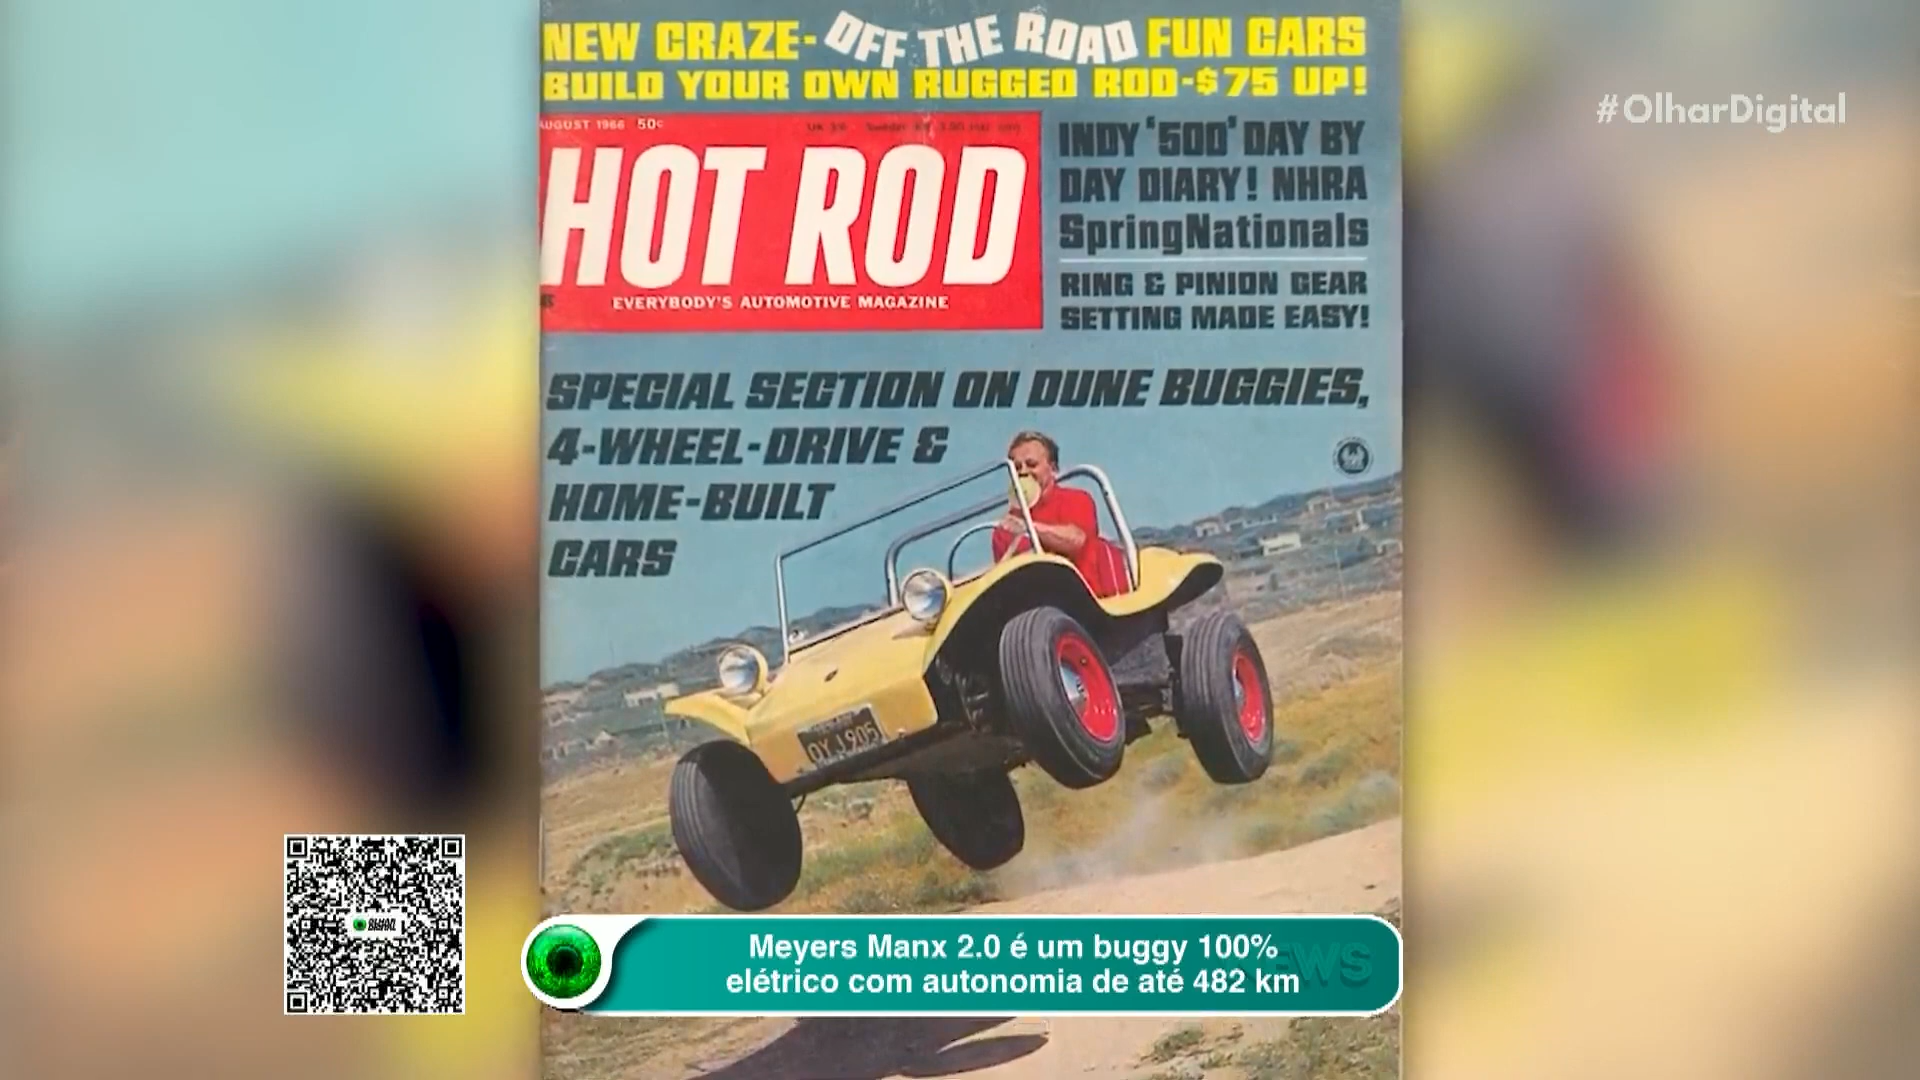 NEW CRAZE- OFF THE ROAD FUN CARS
BUILD YOUR OWN RUGGED ROD-$75 UP!
#OlharDigital
AUGUST 1966 50¢
HOT ROD
EVERYBODY'S AUTOMOTIVE MAGAZINE
INDY '500' DAY BY
DAY DIARY! NHRA
SpringNationals
RING & PINION GEAR
SETTING MADE EASY!
SPECIAL SECTION ON DUNE BUGGIES,
4-WHEEL-DRIVE &
HOME-BUILT
CARS
OYJ 905
Meyers Manx 2.0 é um buggy 100%
elétrico com autonomia de até 482 km